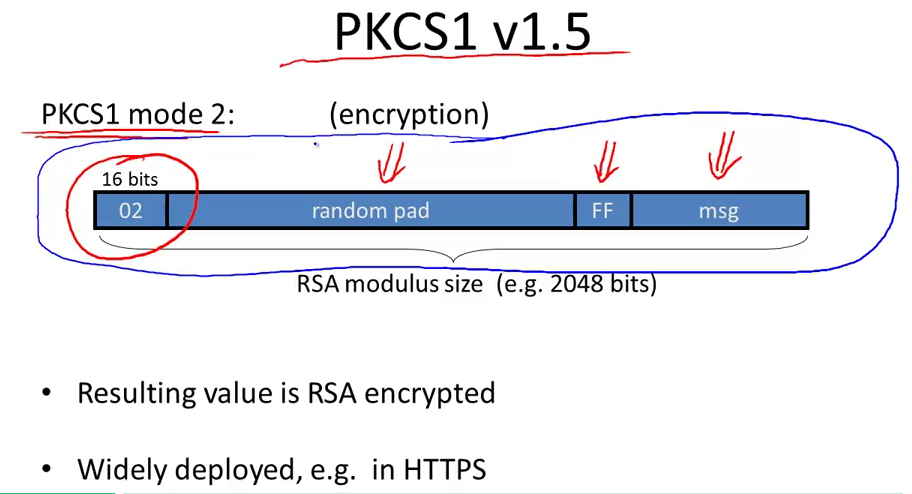 PKCS1 v1.5
PKCS1 mode 2: (encryption)
16 bits
02 random pad FF msg
RSA modulus size (e.g. 2048 bits)
• Resulting value is RSA encrypted
• Widely deployed, e.g. in HTTPS